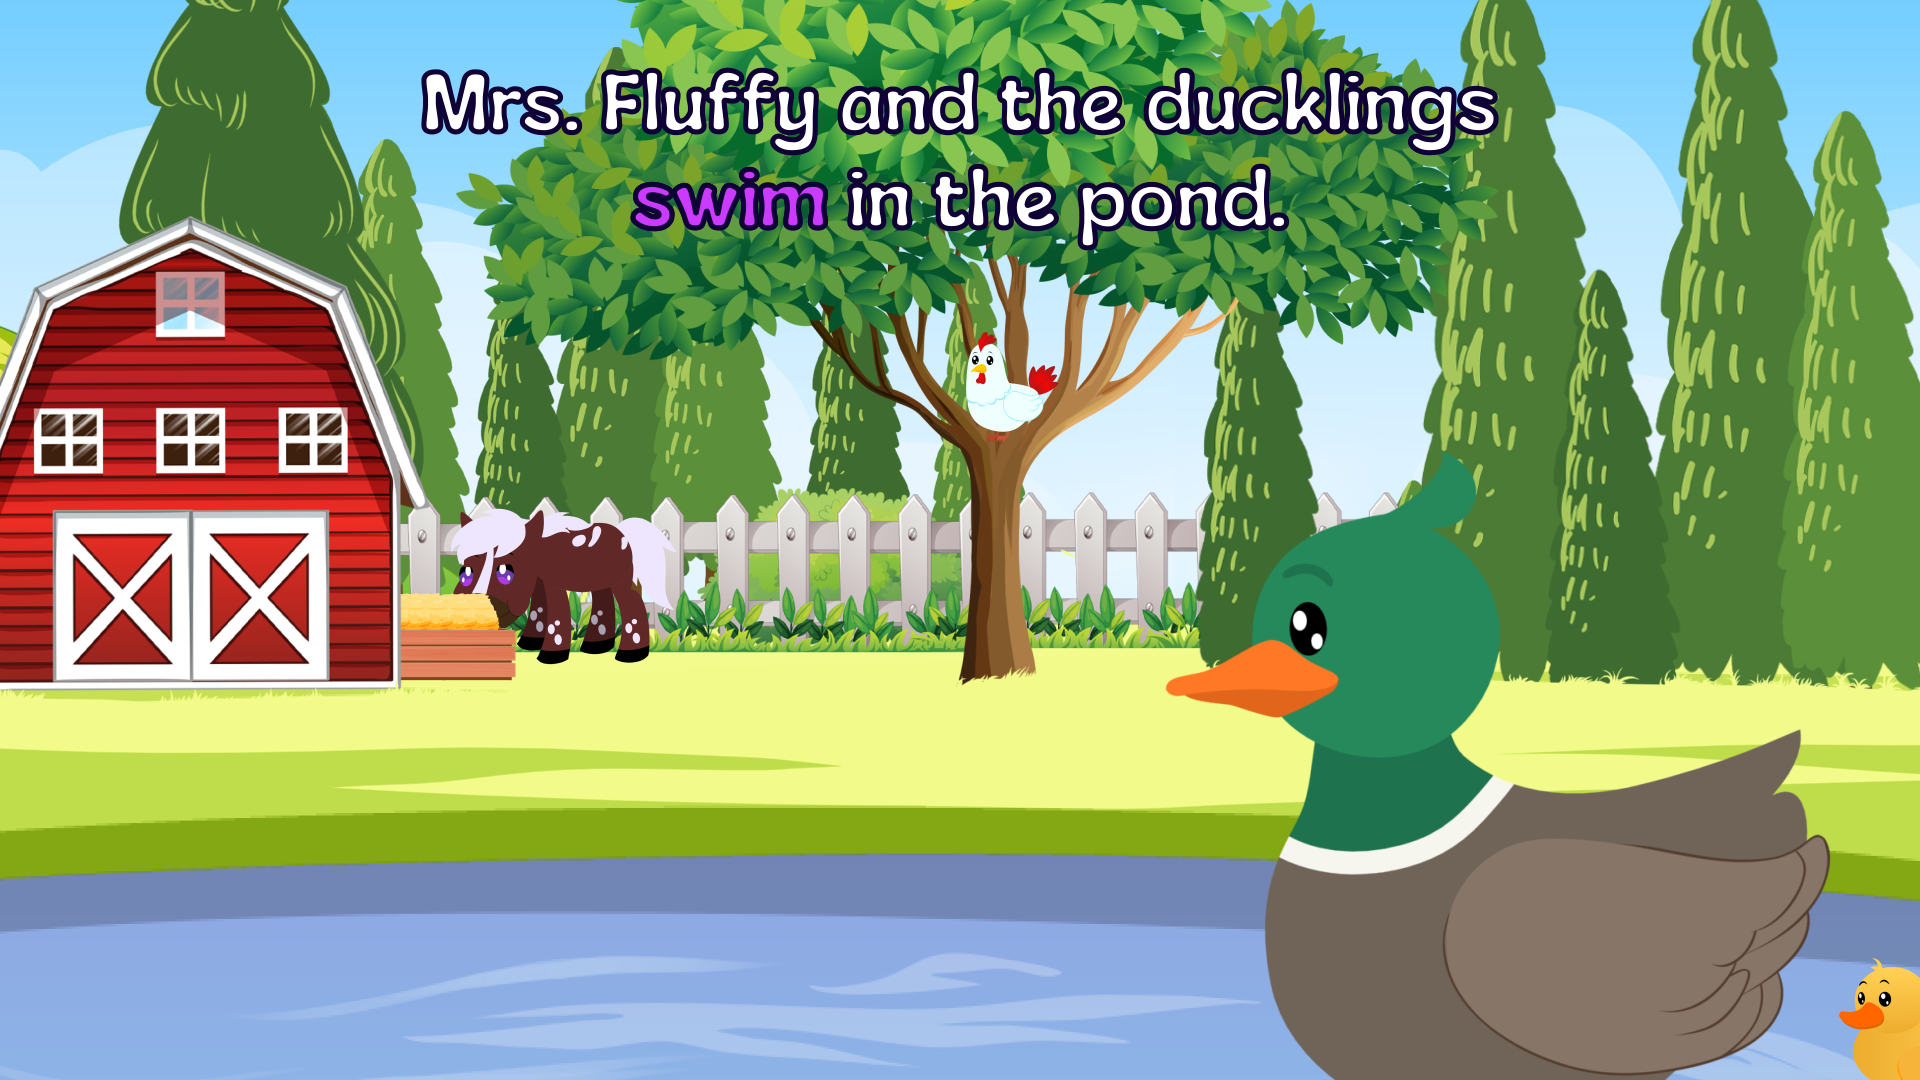 Mrs. Fluffy and the ducklings
swim in the pond.